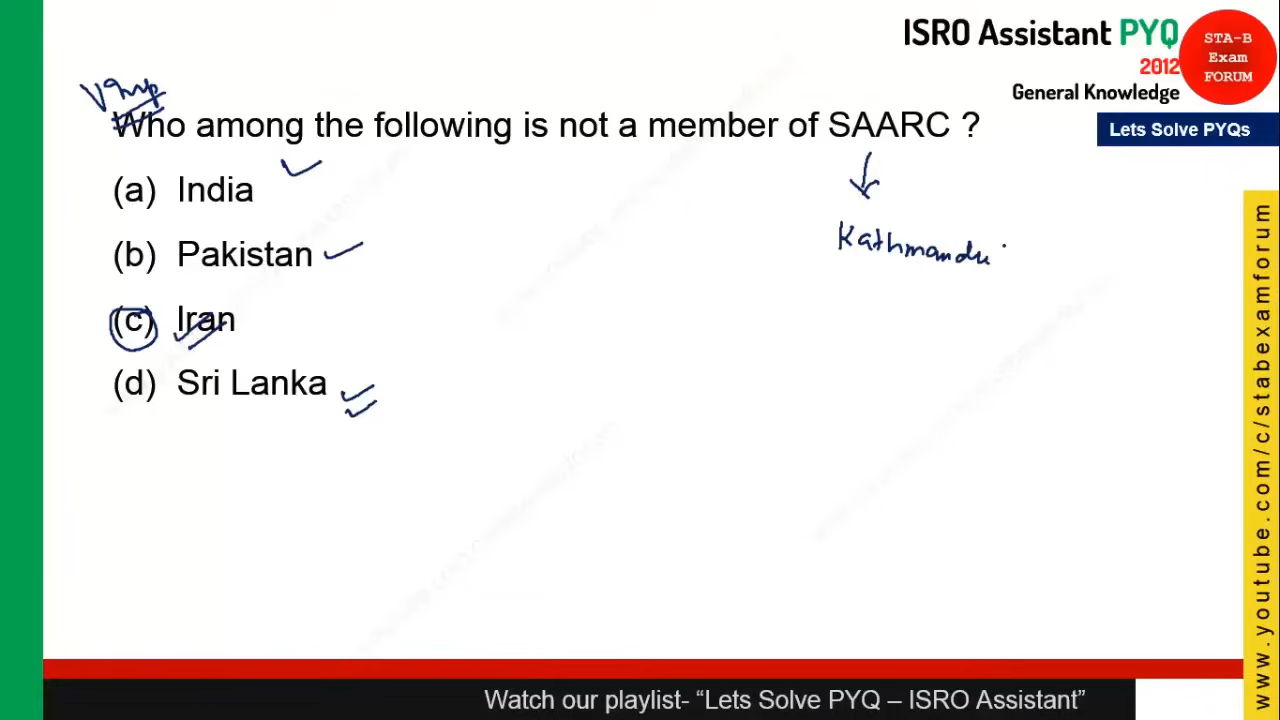 ISRO Assistant PYQ
2012
General Knowledge
STA-B
Exam
FORUM
Lets Solve PYQs
VImp
Who among the following is not a member of SAARC ?
(a) India
(b) Pakistan
(c) Iran
(d) Sri Lanka
Kathmandu
www.youtube.com/c/stabexamforum
Watch our playlist- “Lets Solve PYQ – ISRO Assistant”